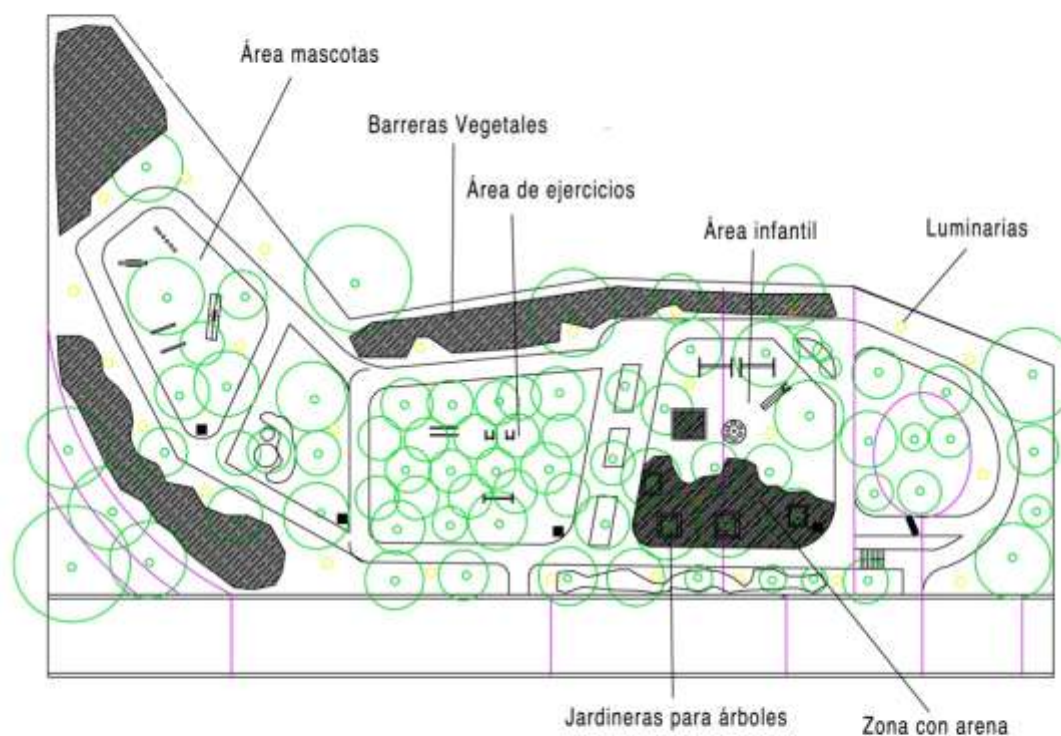 Área mascotas
Barreras Vegetales
Área de ejercicios
Área infantil
Luminarias
Jardineras para árboles
Zona con arena